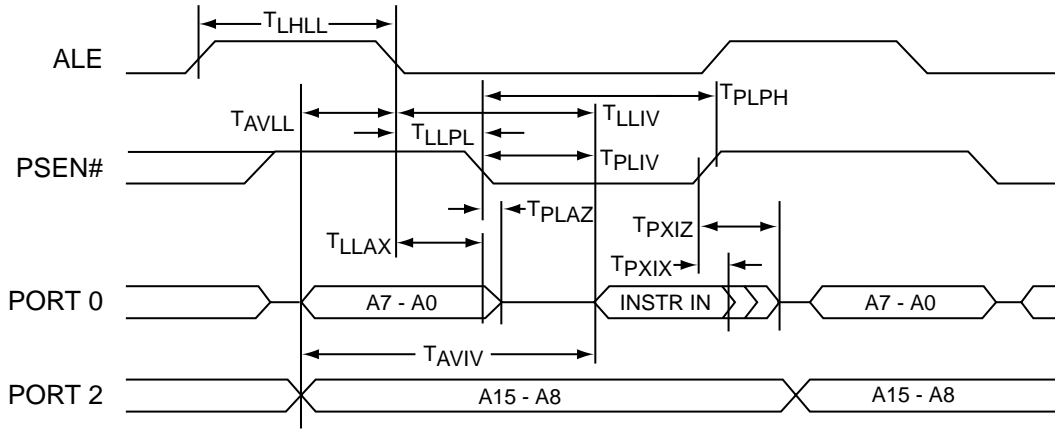 TLHLL
ALE
TPLPH
TAVLL
TLLIV
TLLPL
PSEN#
TPLIV
TPLAZ
TLLAX
TPXIZ
TPXIX
PORT 0
A7 - A0
INSTR IN
A7 - A0
TAVIV
PORT 2
A15 - A8
A15 - A8